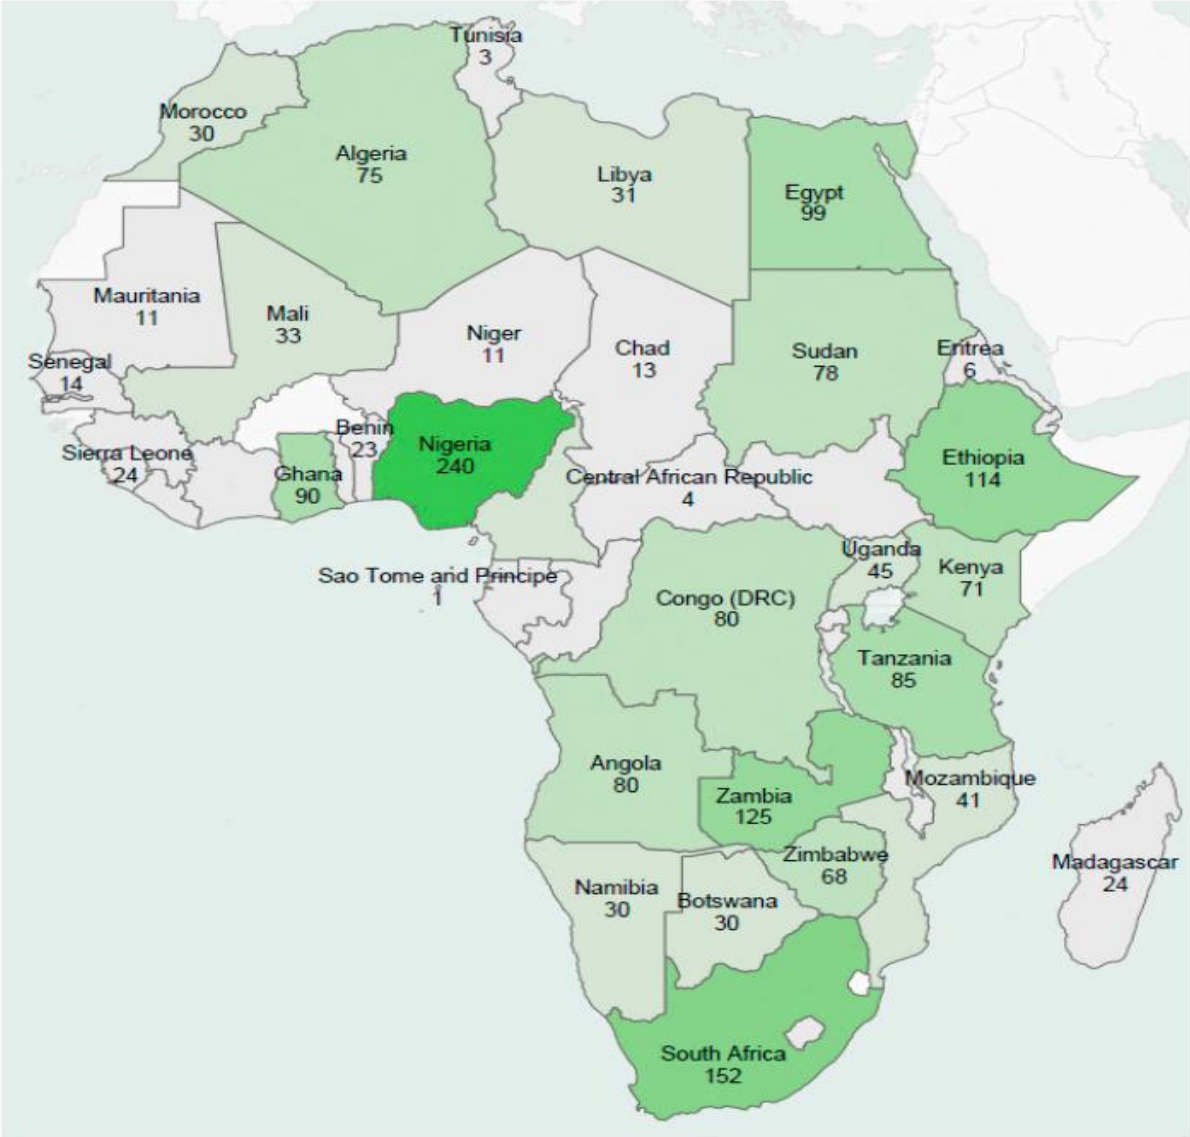 Tunisia
3
Morocco
30
Algeria
75
Libya
31
Egypt
99
Mauritania
11
Mali
33
Niger
11
Chad
13
Sudan
78
Eritrea
6
Senegal
14
Sierra Leone
24
Ghana
90
Benin
23
Nigeria
240
Central African Republic
4
Ethiopia
114
Sao Tome and Principe
1
Uganda
45
Kenya
71
Congo (DRC)
80
Tanzania
85
Angola
80
Zambia
125
Mozambique
41
Zimbabwe
68
Madagascar
24
Namibia
30
Botswana
30
South Africa
152